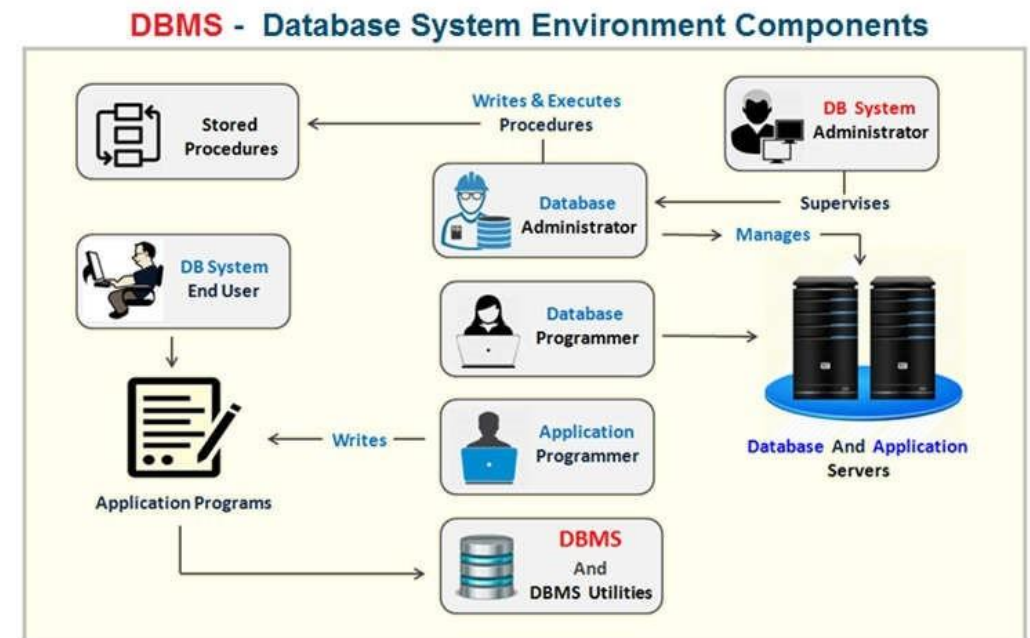 DBMS - Database System Environment Components
Stored
Procedures
Writes & Executes
Procedures
DB System
Administrator
Database
Administrator
Supervises
Manages
DB System
End User
Database
Programmer
Application
Programmer
Writes
Database And Application
Servers
Application Programs
DBMS
And
DBMS Utilities